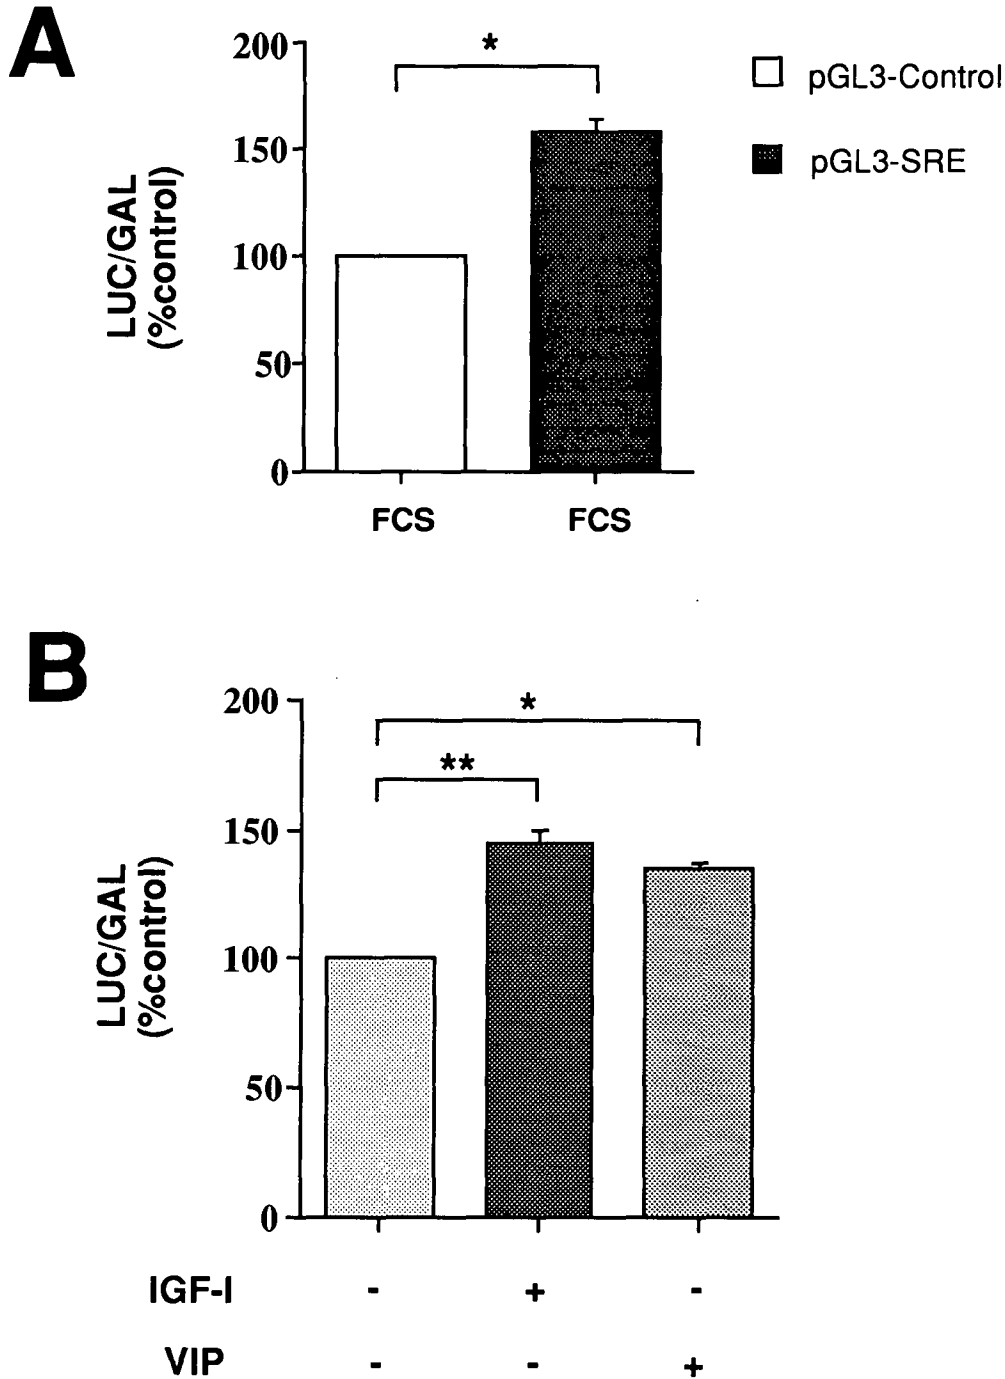 A
200
150
100
50
0
LUC/GAL
(%control)
*
FCS FCS
pGL3-Control
pGL3-SRE
B
200
150
100
50
0
LUC/GAL
(%control)
*
**
IGF-I - + -
VIP - - +